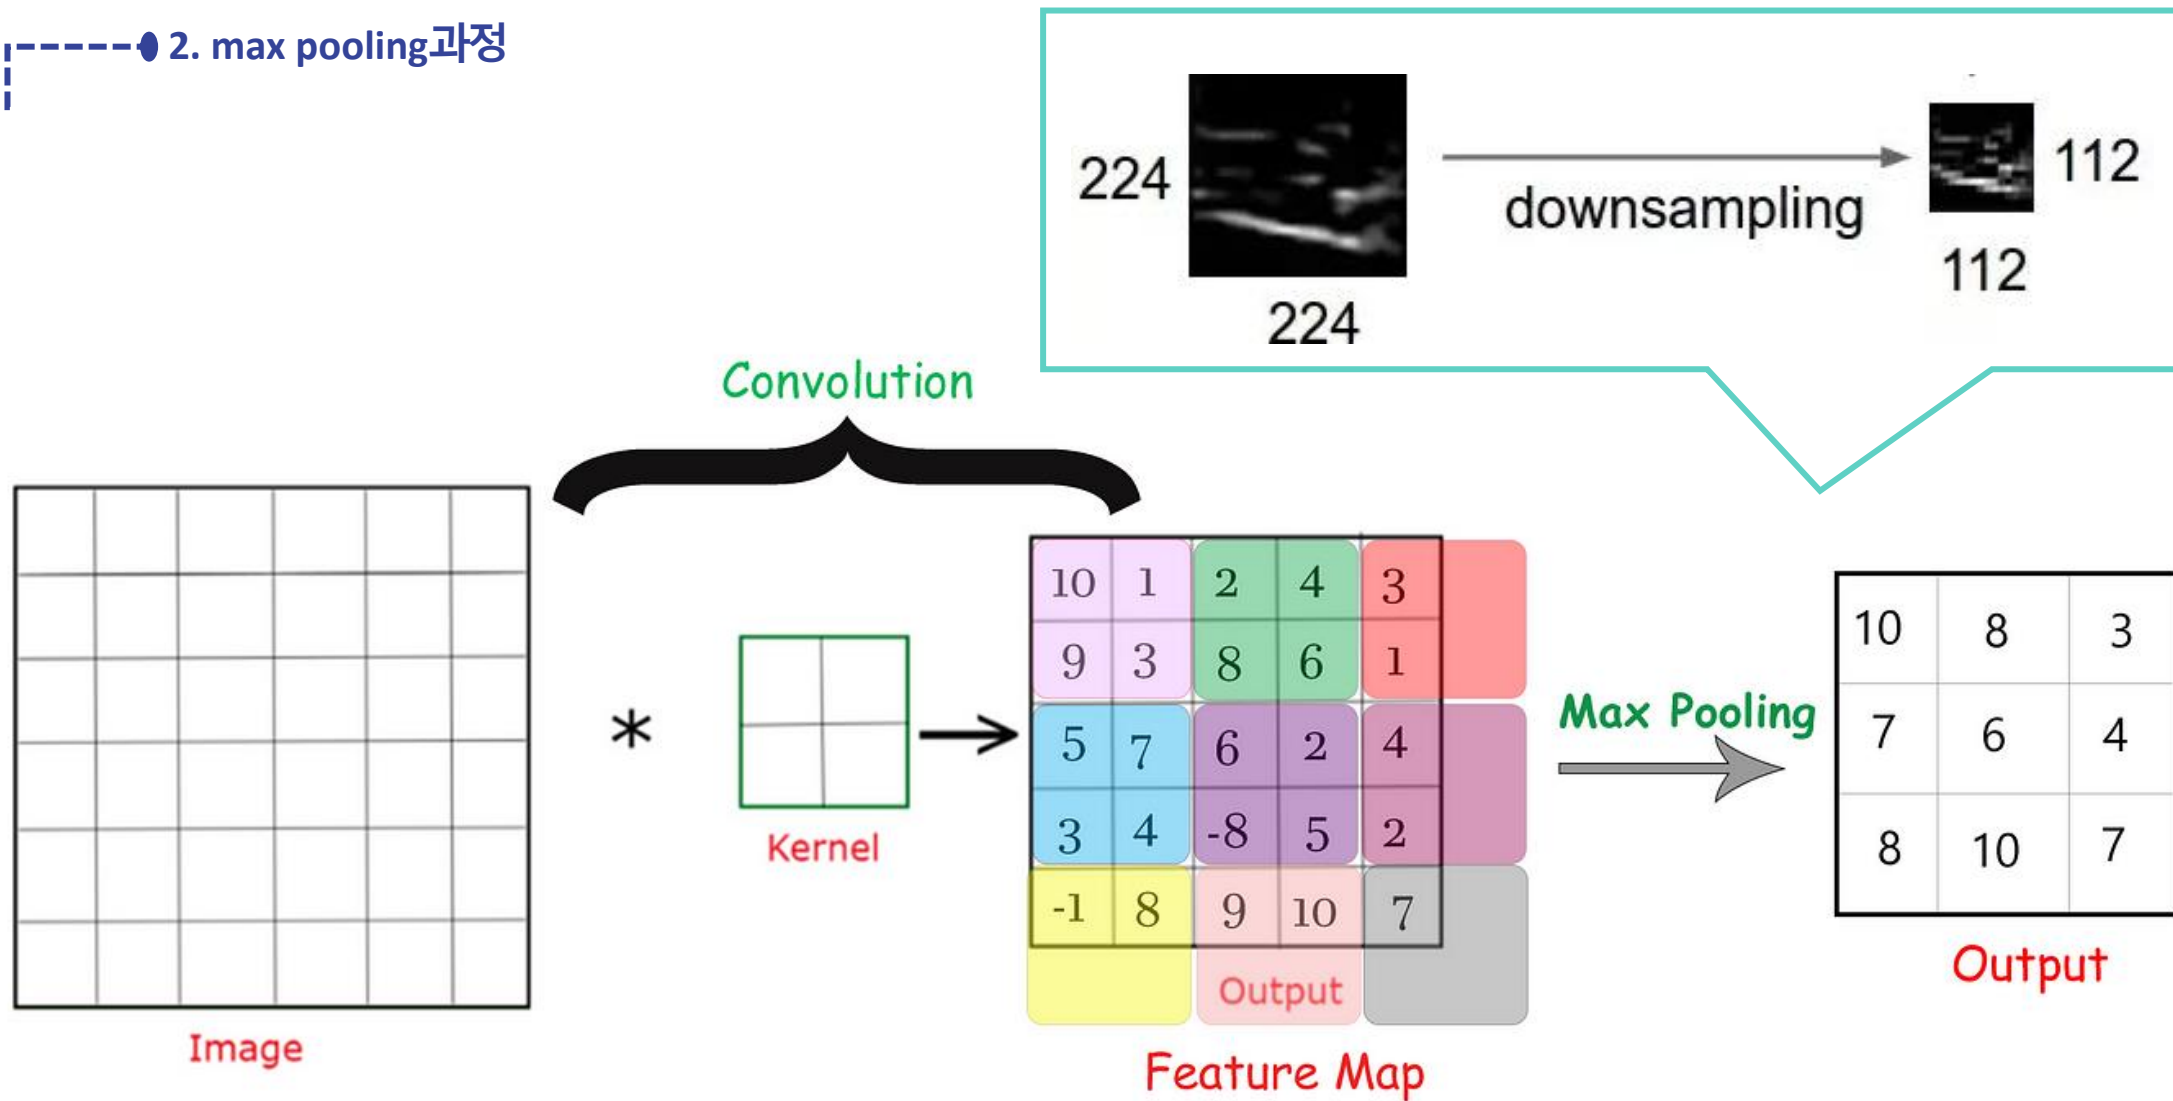 2. max pooling과정
224
224
downsampling
112
112
Convolution
*
Kernel
Image
10 1 2 4 3
9 3 8 6 1
5 7 6 2 4
3 4 -8 5 2
-1 8 9 10 7
Output
Feature Map
Max Pooling
10 8 3
7 6 4
8 10 7
Output